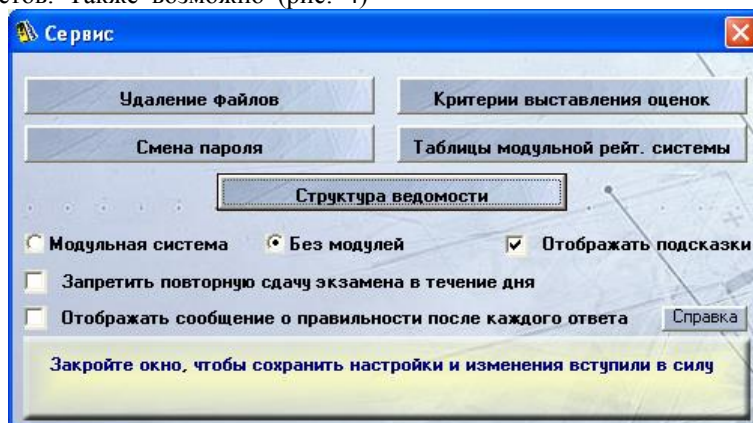 стов. Также возможно (рис. 4)
Сервис
Удаление файлов Критерии выставления оценок
Смена пароля Таблицы модульной рейт. системы
Структура ведомости
Модульная система Без модулей Отображать подсказки
Запретить повторную сдачу экзамена в течение дня
Отображать сообщение о правильности после каждого ответа Справка
Закройте окно, чтобы сохранить настройки и изменения вступили в силу